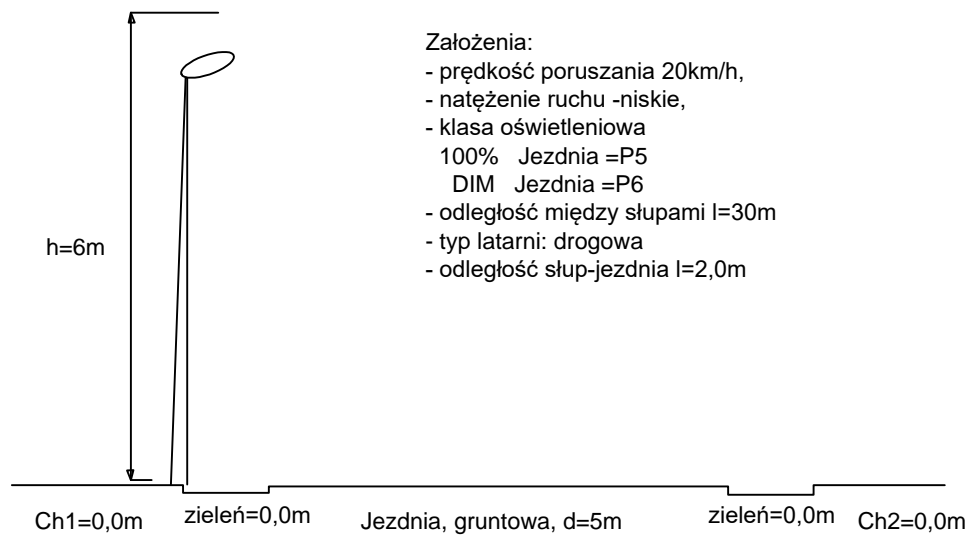 Założenia:
- prędkość poruszania 20km/h,
- natężenie ruchu -niskie,
- klasa oświetleniowa
100% Jezdnia =P5
DIM Jezdnia =P6
- odległość między słupami l=30m
- typ latarni: drogowa
- odległość słup-jezdnia l=2,0m
h=6m
Ch1=0,0m zieleń=0,0m Jezdnia, gruntowa, d=5m zieleń=0,0m Ch2=0,0m